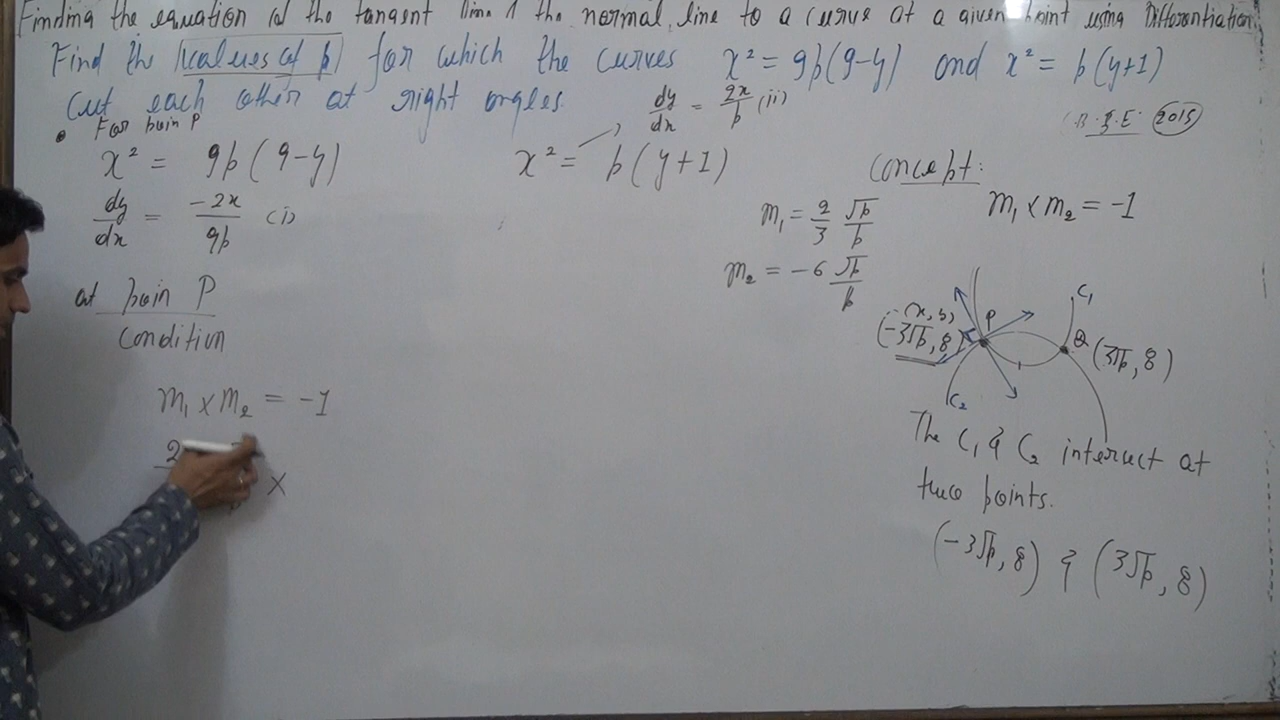 Finding the equation of the tangent line & the normal line to a curve at a given point using Differentiation
Find the values of p for which the curves x² = 9p(9-y) and x² = p(y+1)
cut each other at right angles.
dy/dx = 2x/p (ii)
(B.S.E. 2015)
• For poin P
x² = 9p(9-y)
x² = p(y+1)
Concept:
dy/dx = -2x/9p (i)
m₁ = 2/3 √p/p
m₁ × m₂ = -1
m₂ = -6 √p/p
at poin P
Condition
C₁
P
(-3√p, 8)
Q (3√p, 8)
C₂
m₁ × m₂ = -1
2
×
The C₁ & C₂ intersect at
two points.
(-3√p, 8) & (3√p, 8)